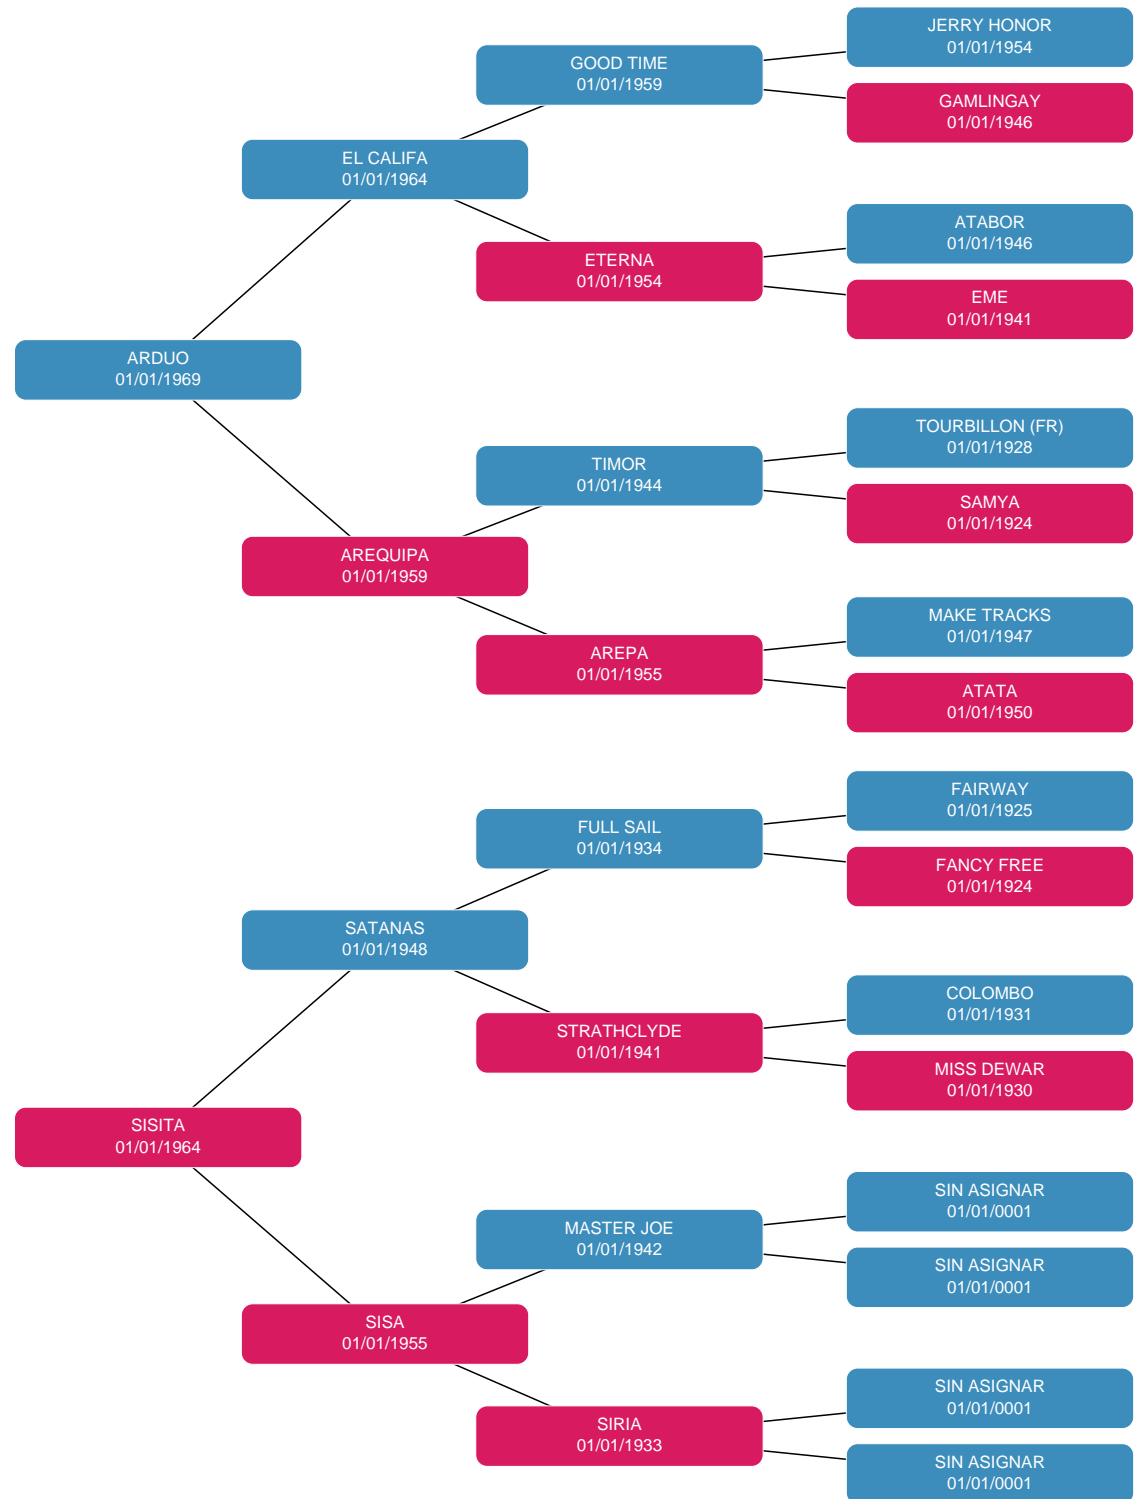 JERRY HONOR
01/01/1954
GOOD TIME
01/01/1959
GAMLINGAY
01/01/1946
EL CALIFA
01/01/1964
ATABOR
01/01/1946
ETERNA
01/01/1954
EME
01/01/1941
ARDUO
01/01/1969
TOURBILLON (FR)
01/01/1928
TIMOR
01/01/1944
SAMYA
01/01/1924
AREQUIPA
01/01/1959
MAKE TRACKS
01/01/1947
AREPA
01/01/1955
ATATA
01/01/1950
FAIRWAY
01/01/1925
FULL SAIL
01/01/1934
FANCY FREE
01/01/1924
SATANAS
01/01/1948
COLOMBO
01/01/1931
STRATHCLYDE
01/01/1941
MISS DEWAR
01/01/1930
SISITA
01/01/1964
SIN ASIGNAR
01/01/0001
MASTER JOE
01/01/1942
SIN ASIGNAR
01/01/0001
SISA
01/01/1955
SIN ASIGNAR
01/01/0001
SIRIA
01/01/1933
SIN ASIGNAR
01/01/0001